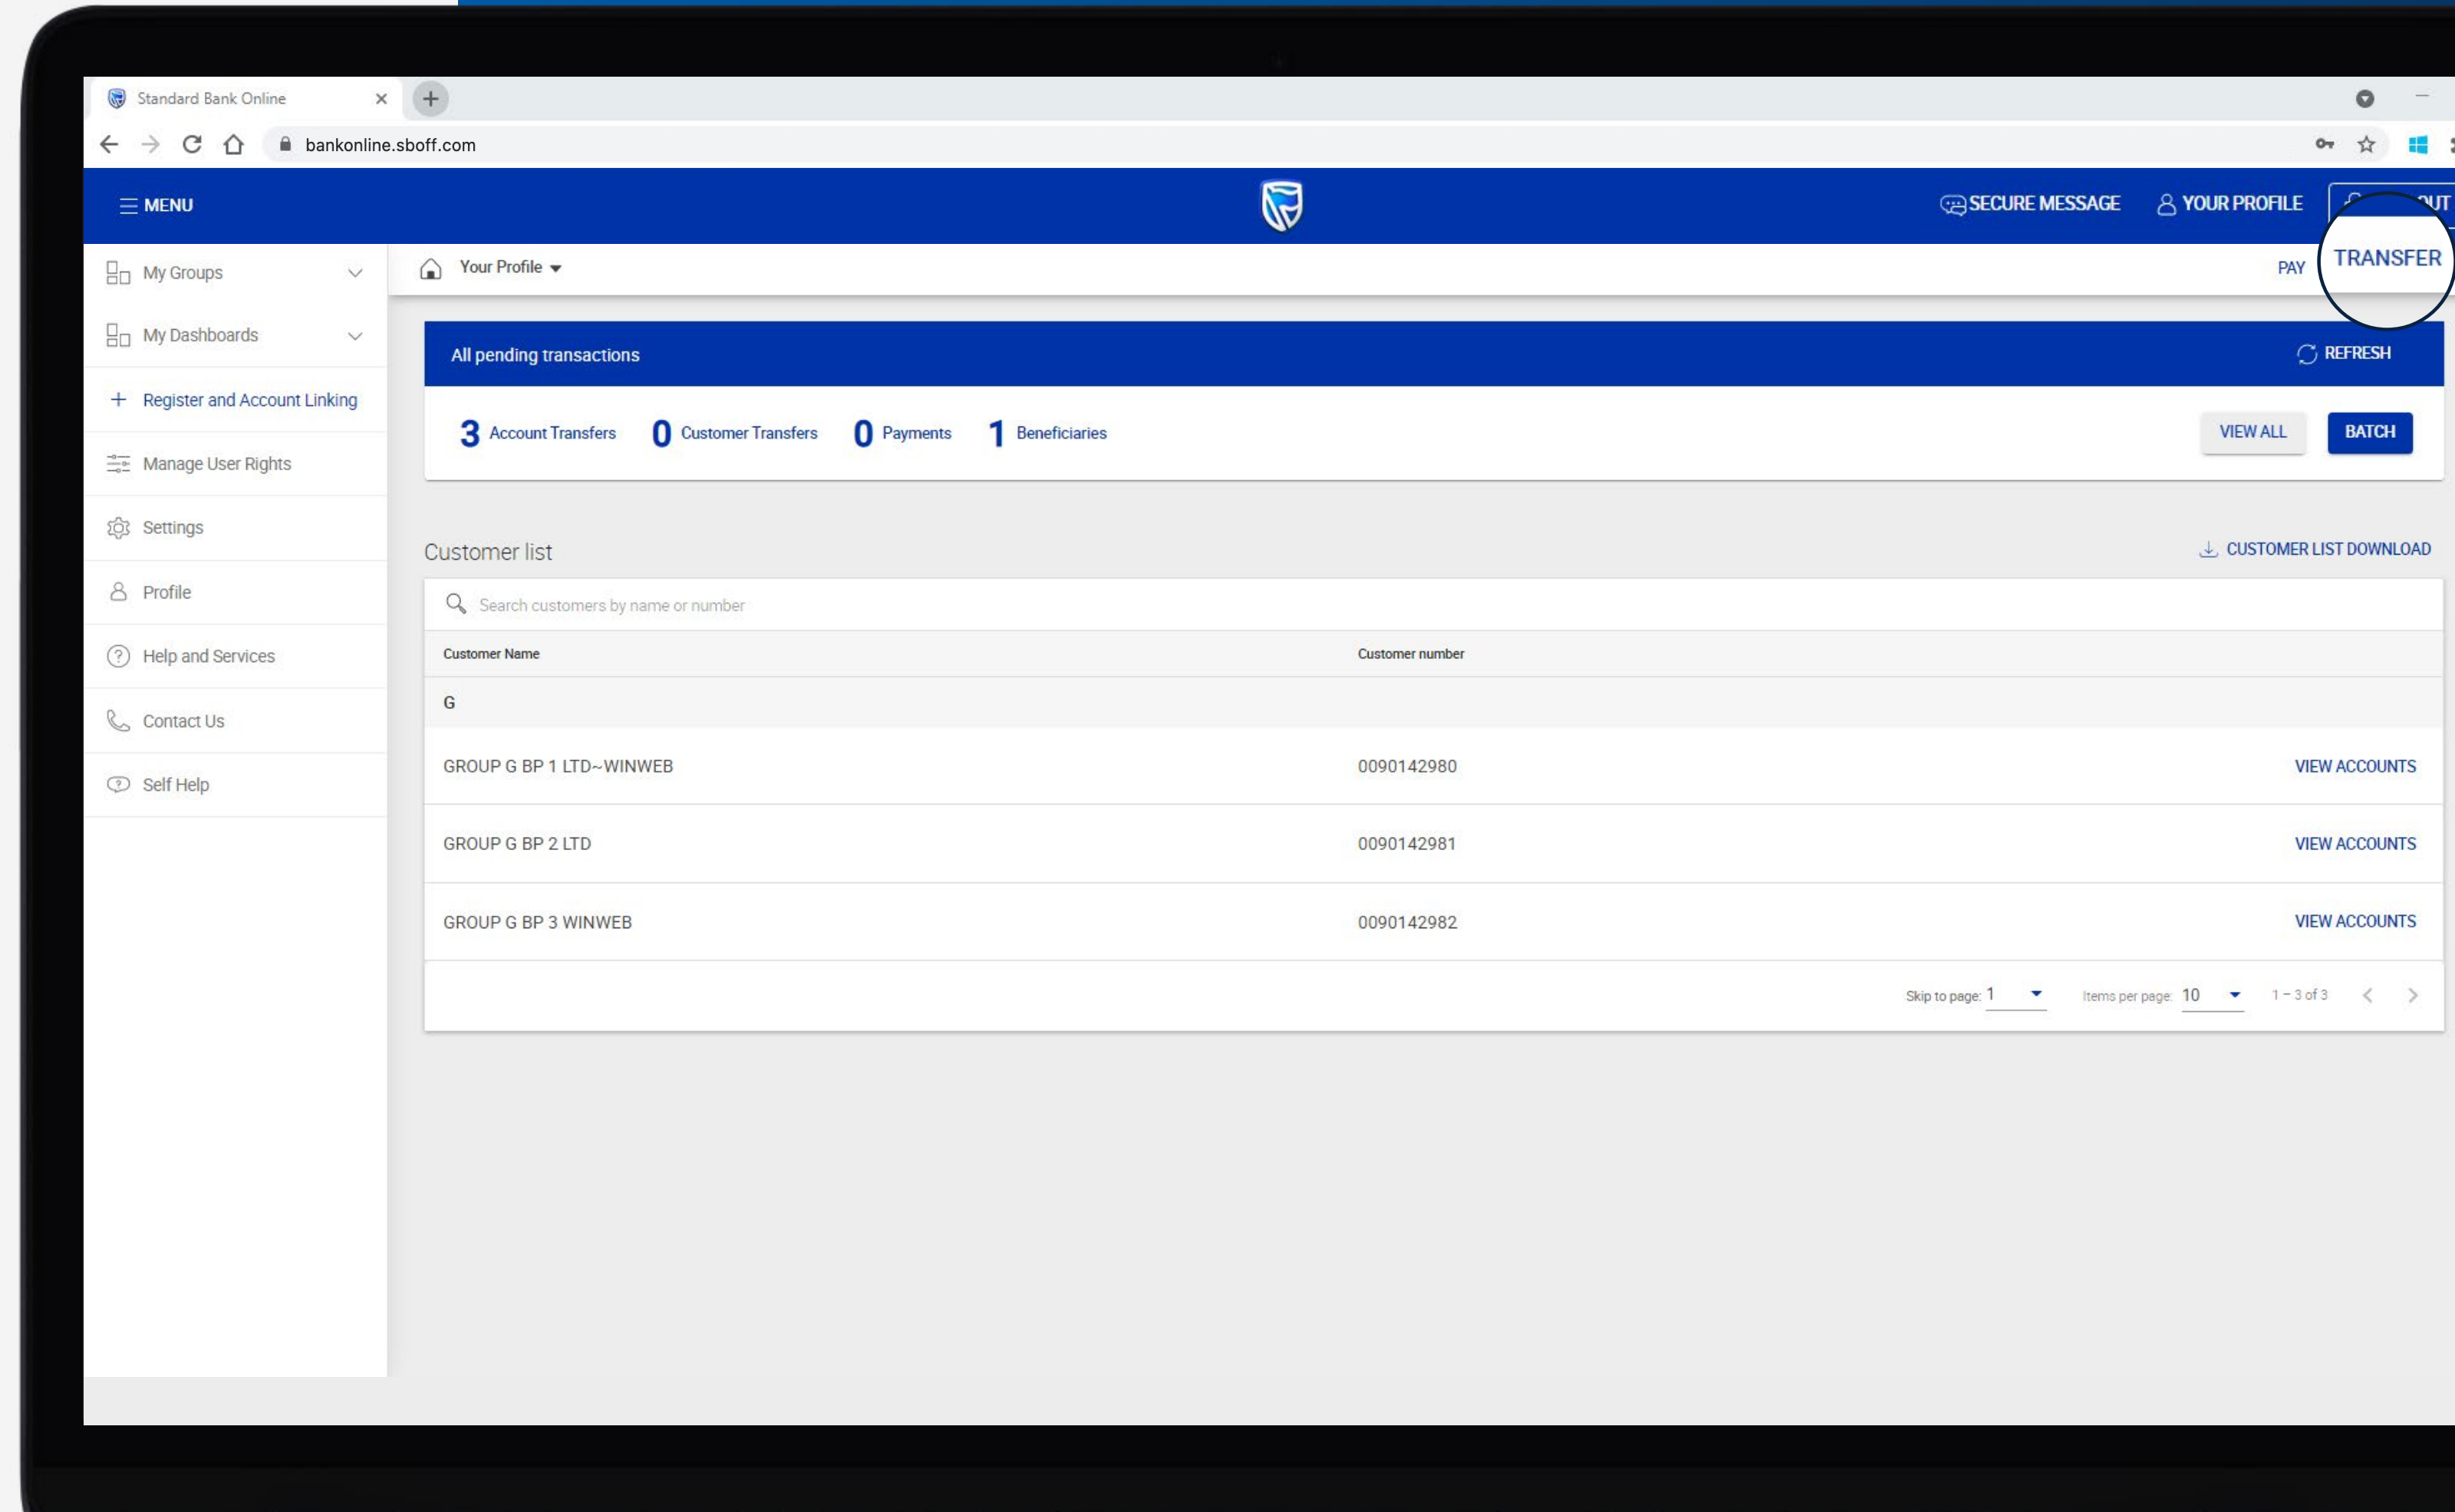 Standard Bank Online
bankonline.sboff.com
MENU
SECURE MESSAGE YOUR PROFILE
My Groups
Your Profile
PAY TRANSFER
My Dashboards
All pending transactions
REFRESH
Register and Account Linking
3 Account Transfers 0 Customer Transfers 0 Payments 1 Beneficiaries
VIEW ALL BATCH
Manage User Rights
Settings
Customer list
CUSTOMER LIST DOWNLOAD
Profile
Search customers by name or number
Help and Services
Customer Name Customer number
G
Contact Us
GROUP G BP 1 LTD~WINWEB 0090142980 VIEW ACCOUNTS
Self Help
GROUP G BP 2 LTD 0090142981 VIEW ACCOUNTS
GROUP G BP 3 WINWEB 0090142982 VIEW ACCOUNTS
Skip to page: 1 Items per page: 10 1 – 3 of 3